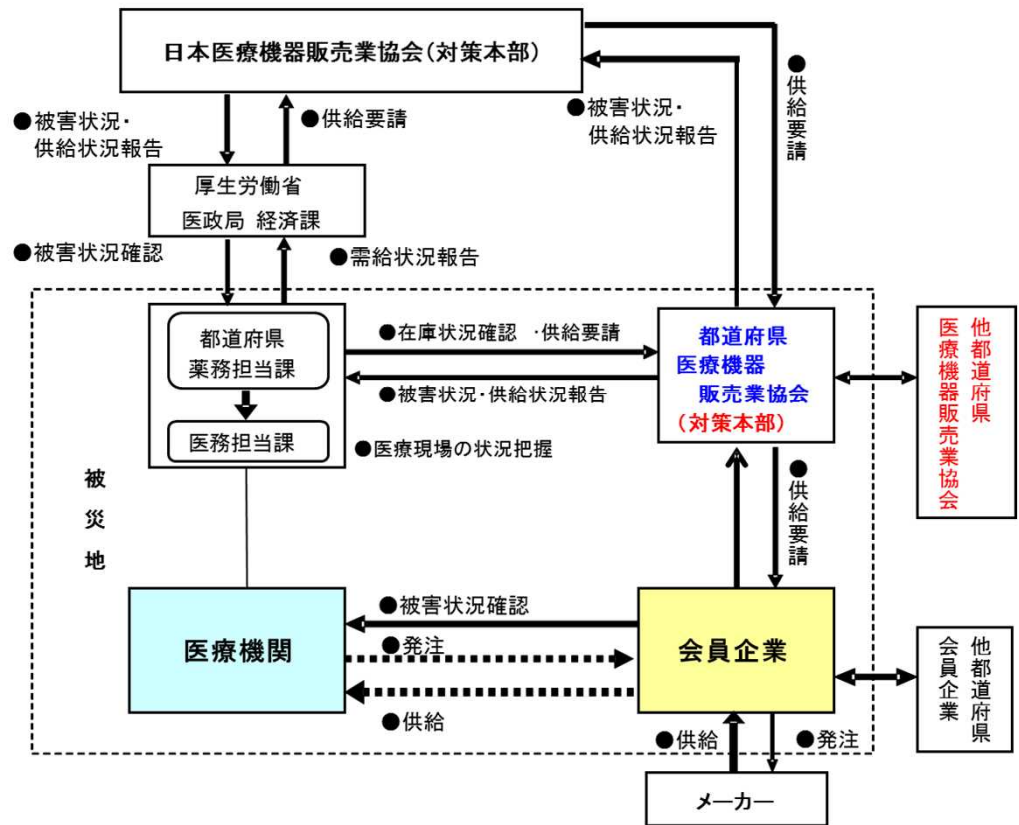 日本医療機器販売業協会(対策本部)
●被害状況・
供給状況報告
●供給要請
●被害状況・
供給状況報告
●供給要請
厚生労働省
医政局 経済課
●被害状況確認
●需給状況報告
都道府県
薬務担当課
医務担当課
●在庫状況確認 ・供給要請
●被害状況・供給状況報告
●医療現場の状況把握
都道府県
医療機器
販売業協会
(対策本部)
他都道府県
医療機器販売業協会
被災地
●供給要請
医療機関
●被害状況確認
●発注
●供給
会員企業
他都道府県
会員企業
●供給
●発注
メーカー